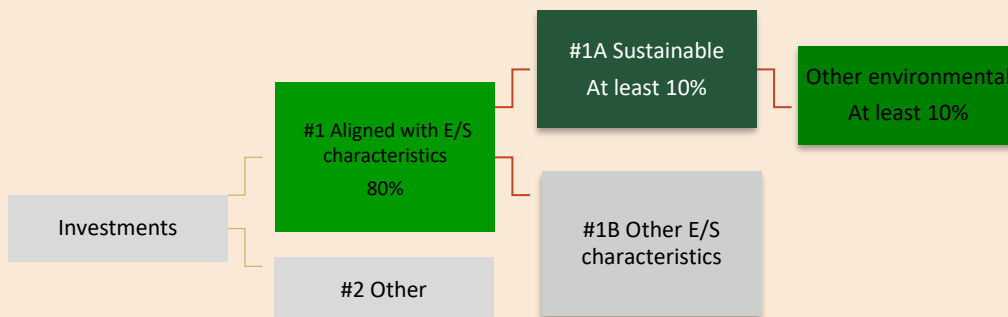 Investments
#1 Aligned with E/S
characteristics
80%
#2 Other
#1A Sustainable
At least 10%
#1B Other E/S
characteristics
Other environmental
At least 10%